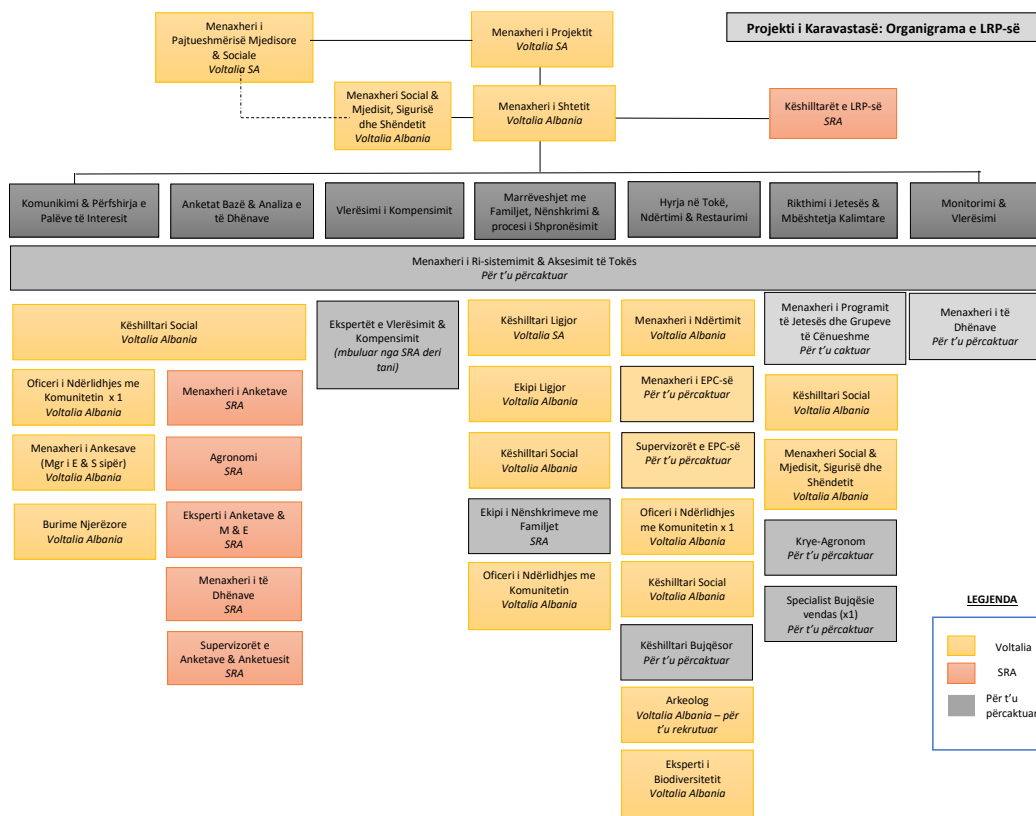 Projekti i Karavastasë: Organigrama e LRP-së
Menaxheri i
Pajtueshmërisë Mjedisore
& Sociale
Voltalia SA
Menaxheri i Projektit
Voltalia SA
Menaxheri Social &
Mjedisit, Sigurisë
dhe Shëndetit
Voltalia Albania
Menaxheri i Shtetit
Voltalia Albania
Këshilltarët e LRP-së
SRA
Komunikimi & Përfshirja e
Palëve të Interesit
Anketat Bazë & Analiza e
të Dhënave
Vlerësimi i Kompensimit
Marrëveshjet me
Familjet, Nënshkrimi &
procesi i Shpronësimit
Hyrja në Tokë,
Ndërtimi & Restaurimi
Rikthimi i Jetesës &
Mbështetja Kalimtare
Monitorimi &
Vlerësimi
Menaxheri i Ri-sistemimit & Aksesimit të Tokës
Për t'u përcaktuar
Këshilltari Social
Voltalia Albania
Oficeri i Ndërlidhjes me
Komunitetin x 1
Voltalia Albania
Menaxheri i Ankesave
(Mgr i E & S sipër)
Voltalia Albania
Burime Njerëzore
Voltalia Albania
Menaxheri i Anketave
SRA
Agronomi
SRA
Eksperti i Anketave &
M & E
SRA
Menaxheri i të
Dhënave
SRA
Supervizorët e
Anketave & Anketuesit
SRA
Ekspertët e Vlerësimit &
Kompensimit
(mbuluar nga SRA deri
tani)
Këshilltari Ligjor
Voltalia SA
Ekipi Ligjor
Voltalia Albania
Këshilltari Social
Voltalia Albania
Ekipi i Nënshkrimeve me
Familjet
SRA
Oficeri i Ndërlidhjes me
Komunitetin
Voltalia Albania
Menaxheri i Ndërtimit
Voltalia Albania
Menaxheri i EPC-së
Për t'u përcaktuar
Supervizorët e EPC-së
Për t'u përcaktuar
Oficeri i Ndërlidhjes me
Komunitetin x 1
Voltalia Albania
Këshilltari Social
Voltalia Albania
Këshilltari Bujqësor
Për t'u përcaktuar
Arkeolog
Voltalia Albania – për
t'u rekrutuar
Eksperti i
Biodiversitetit
Voltalia Albania
Menaxheri i Programit
të Jetesës dhe Grupeve
të Cënueshme
Për t'u caktuar
Këshilltari Social
Voltalia Albania
Menaxheri Social &
Mjedisit, Sigurisë dhe
Shëndetit
Voltalia Albania
Krye-Agronom
Për t'u përcaktuar
Specialist Bujqësie
vendas (x1)
Për t'u përcaktuar
Menaxheri i të
Dhënave
Për t'u përcaktuar
LEGJENDA
Voltalia
SRA
Për t'u
përcaktuar